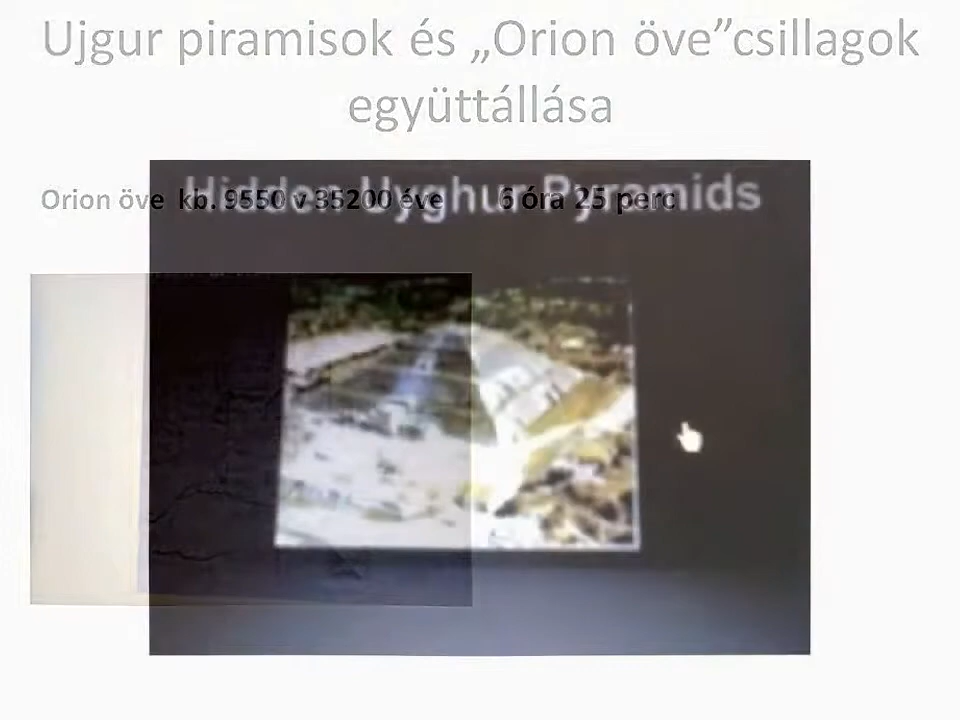 Ujgur piramisok és „Orion öve”csillagok
együttállása
Orion öve kb. 9550 v 35200 éve 6 óra 25 perc
Hidden Uyghur Pyramids